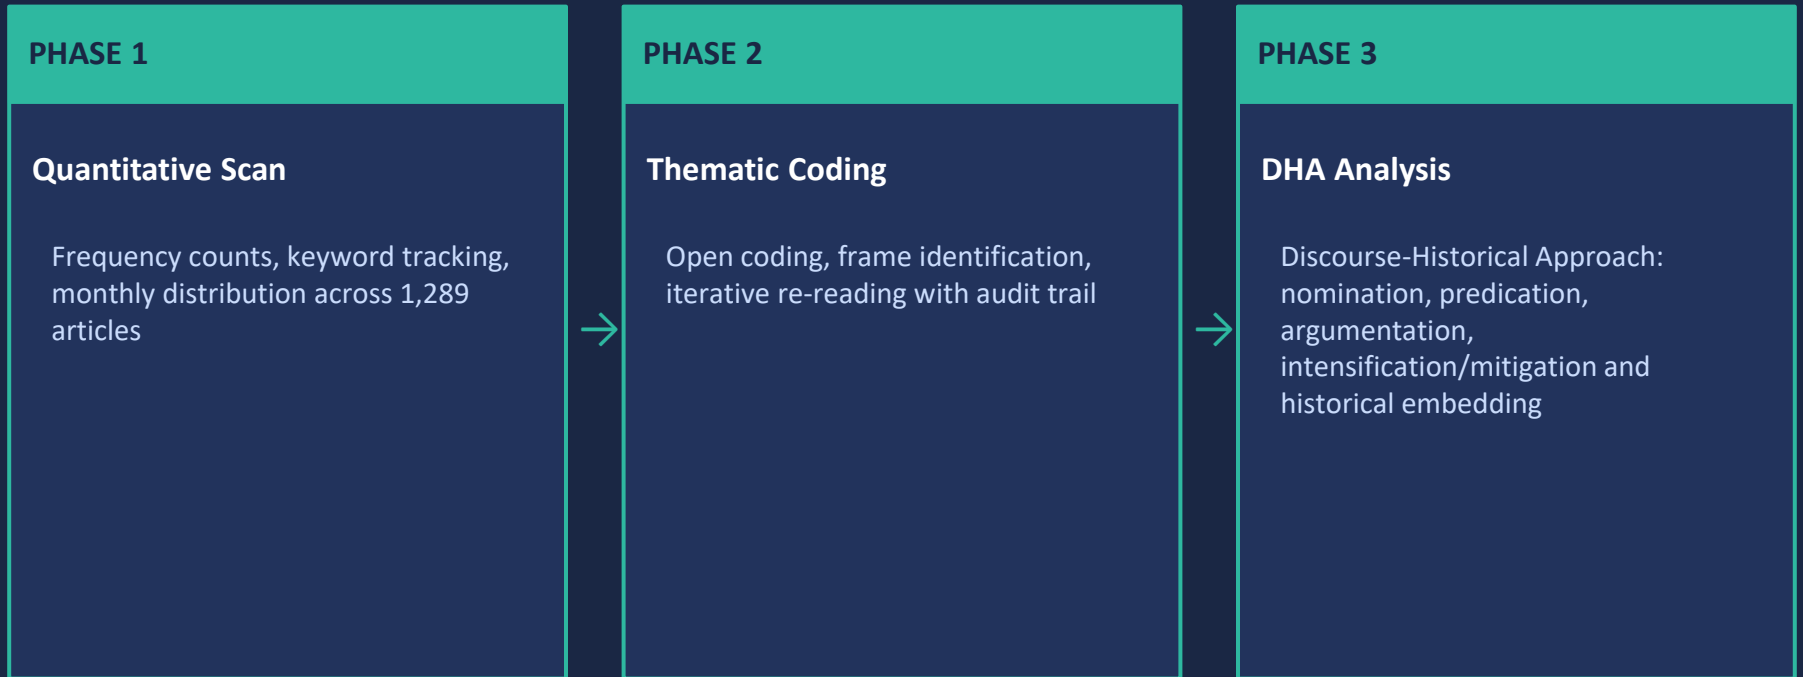 PHASE 1
Quantitative Scan
Frequency counts, keyword tracking,
monthly distribution across 1,289
articles
→
PHASE 2
Thematic Coding
Open coding, frame identification,
iterative re-reading with audit trail
→
PHASE 3
DHA Analysis
Discourse-Historical Approach:
nomination, predication,
argumentation,
intensification/mitigation and
historical embedding